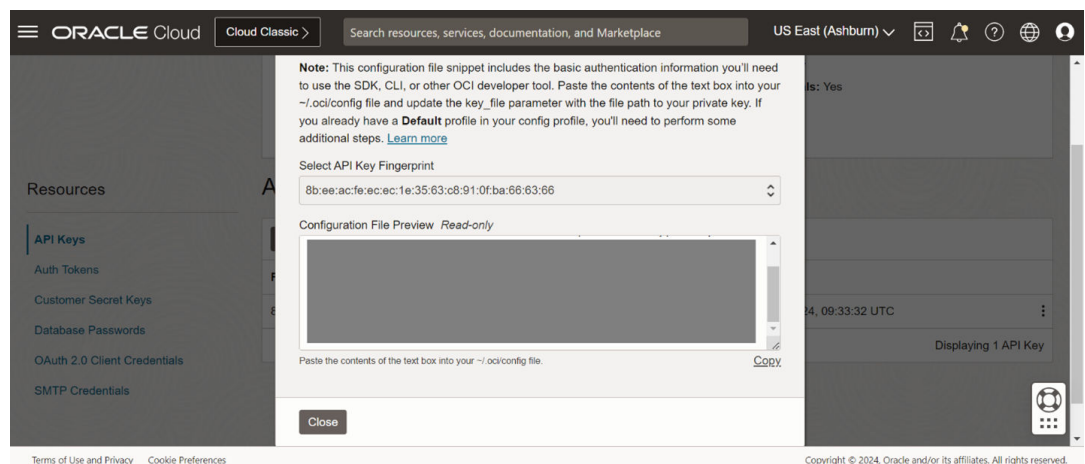 ORACLE Cloud
Cloud Classic >
Search resources, services, documentation, and Marketplace
US East (Ashburn)
Note: This configuration file snippet includes the basic authentication information you'll need
to use the SDK, CLI, or other OCI developer tool. Paste the contents of the text box into your
~/.oci/config file and update the key_file parameter with the file path to your private key. If
you already have a Default profile in your config profile, you'll need to perform some
additional steps. Learn more
ls: Yes
Select API Key Fingerprint
8b:ee:ac:fe:ec:ec:1e:35:63:c8:91:0f:ba:66:63:66
Configuration File Preview Read-only
Paste the contents of the text box into your ~/.oci/config file.
Copy
Close
Resources
API Keys
Auth Tokens
Customer Secret Keys
Database Passwords
OAuth 2.0 Client Credentials
SMTP Credentials
A
24, 09:33:32 UTC
Displaying 1 API Key
Terms of Use and Privacy
Cookie Preferences
Copyright © 2024, Oracle and/or its affiliates. All rights reserved.